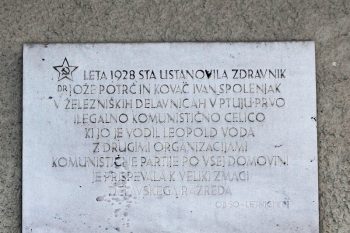 LETA 1928 STA USTANOVILA ZDRAVNIK
DR JOŽE POTRČ IN KOVAČ IVAN SPOLENJAK
V ŽELEZNIŠKIH DELAVNICAH V PTUJU PRVO
ILEGALNO KOMUNISTIČNO CELICO
KI JO JE VODIL LEOPOLD VODA
Z DRUGIMI ORGANIZACIJAMI
KOMUNISTIČNE PARTIJE PO VSEJ DOMOVINI
JE PRISPEVALA K VELIKI ZMAGI
DELAVSKEGA RAZREDA